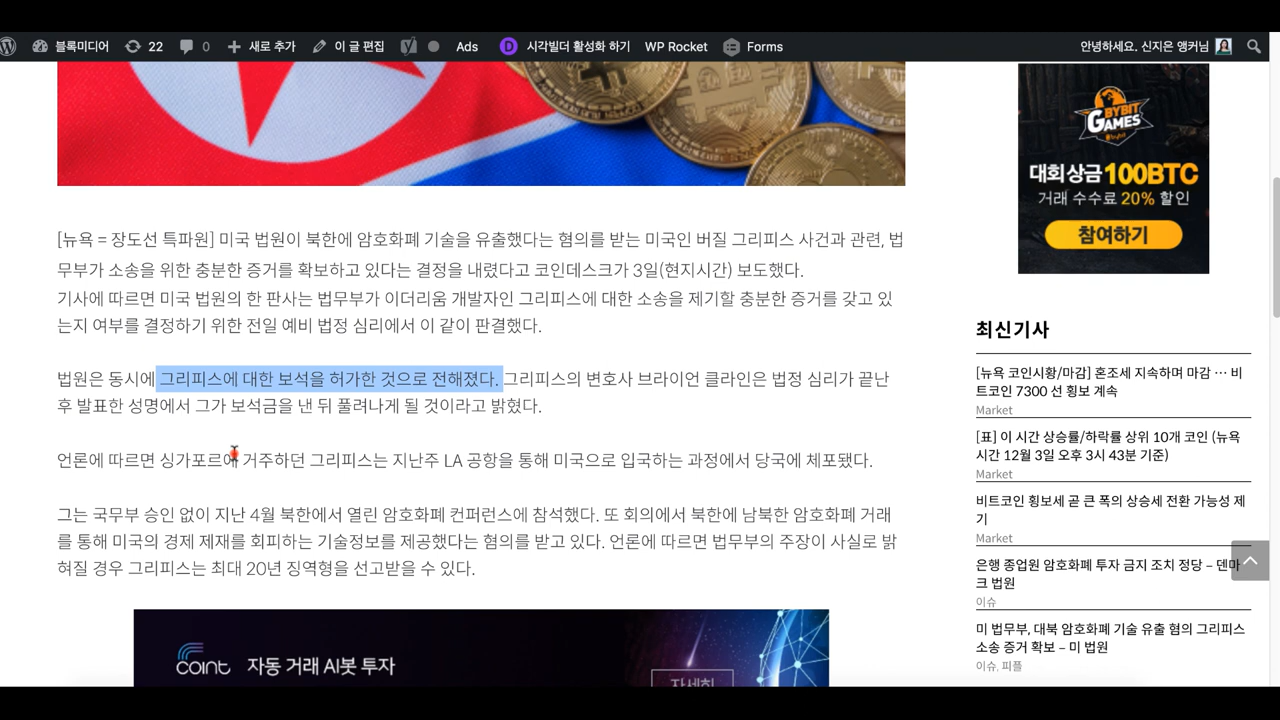 블록미디어 22 0 새로 추가 이 글 편집 Ads D 시각빌더 활성화 하기 WP Rocket Forms 안녕하세요. 신지은 앵커님
BYBIT
GAMES
대회상금 100BTC
거래 수수료 20% 할인
참여하기
[뉴욕 = 장도선 특파원] 미국 법원이 북한에 암호화폐 기술을 유출했다는 혐의를 받는 미국인 버질 그리피스 사건과 관련, 법
무부가 소송을 위한 충분한 증거를 확보하고 있다는 결정을 내렸다고 코인데스크가 3일(현지시간) 보도했다.
기사에 따르면 미국 법원의 한 판사는 법무부가 이더리움 개발자인 그리피스에 대한 소송을 제기할 충분한 증거를 갖고 있
는지 여부를 결정하기 위한 전일 예비 법정 심리에서 이 같이 판결했다.
법원은 동시에 그리피스에 대한 보석을 허가한 것으로 전해졌다. 그리피스의 변호사 브라이언 클라인은 법정 심리가 끝난
후 발표한 성명에서 그가 보석금을 낸 뒤 풀려나게 될 것이라고 밝혔다.
언론에 따르면 싱가포르에 거주하던 그리피스는 지난주 LA 공항을 통해 미국으로 입국하는 과정에서 당국에 체포됐다.
그는 국무부 승인 없이 지난 4월 북한에서 열린 암호화폐 컨퍼런스에 참석했다. 또 회의에서 북한에 남북한 암호화폐 거래
를 통해 미국의 경제 제재를 회피하는 기술정보를 제공했다는 혐의를 받고 있다. 언론에 따르면 법무부의 주장이 사실로 밝
혀질 경우 그리피스는 최대 20년 징역형을 선고받을 수 있다.
coint 자동 거래 AI봇 투자
자세히
최신기사
[뉴욕 코인시황/마감] 혼조세 지속하며 마감 … 비
트코인 7300 선 횡보 계속
Market
[표] 이 시간 상승률/하락률 상위 10개 코인 (뉴욕
시간 12월 3일 오후 3시 43분 기준)
Market
비트코인 횡보세 곧 큰 폭의 상승세 전환 가능성 제
기
Market
은행 종업원 암호화폐 투자 금지 조치 정당 – 덴마
크 법원
이슈
미 법무부, 대북 암호화폐 기술 유출 혐의 그리피스
소송 증거 확보 – 미 법원
이슈, 피플